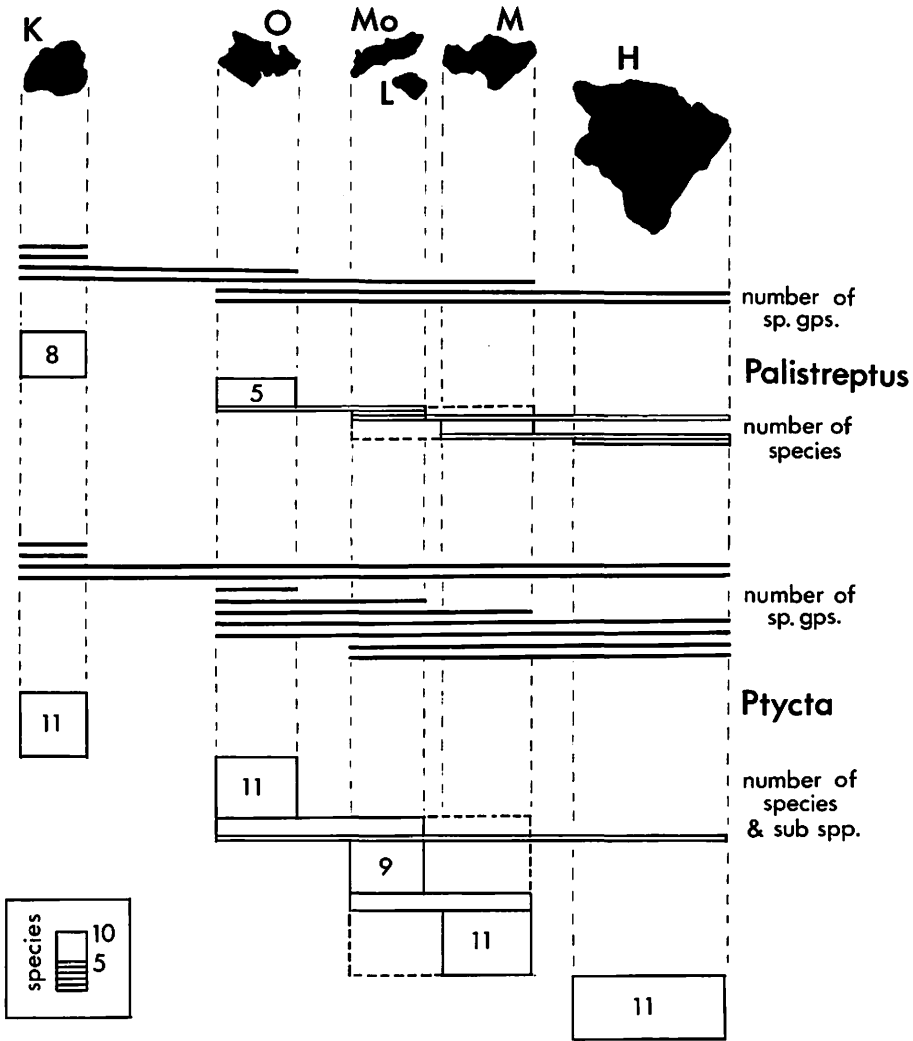 K
O
Mo
M
L
H
number of
sp. gps.
8
Palistreptus
5
number of
species
number of
sp. gps.
11
Ptycta
11
number of
species
& sub spp.
9
11
species
10
5
11